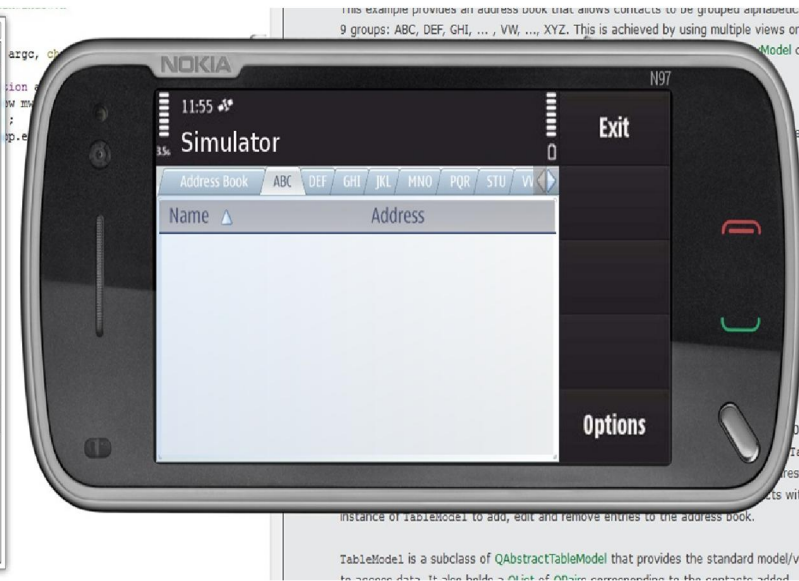 This example provides an address book that allows contacts to be grouped alphabetic
9 groups: ABC, DEF, GHI, ... , VW, ..., XYZ. This is achieved by using multiple views or
argc,
Model
NOKIA
N97
11:55
Simulator
Exit
Address Book ABC DEF GHI JKL MNO PQR STU
Name Address
Options
instance of TableModel to add, edit and remove entries to the address book.
TableModel is a subclass of QAbstractTableModel that provides the standard model/v
to access data. It also holds a QList of QPairs corresponding to the contacts added.